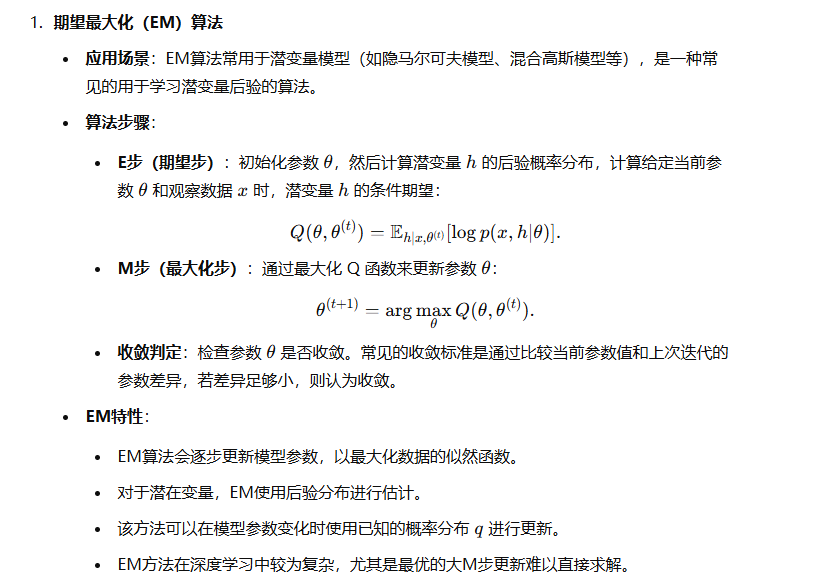 1. 期望最大化（EM）算法
• 应用场景：EM算法常用于潜变量模型（如隐马尔可夫模型、混合高斯模型等），是一种常
见的用于学习潜变量后验的算法。
• 算法步骤：
• E步（期望步）：初始化参数 θ，然后计算潜变量 h 的后验概率分布，计算给定当前参
数 θ 和观察数据 x 时，潜变量 h 的条件期望：
Q(θ, θ^(t)) = 𝔼_{h|x,θ^(t)}[log p(x, h|θ)].
• M步（最大化步）：通过最大化 Q 函数来更新参数 θ：
θ^(t+1) = arg max_θ Q(θ, θ^(t)).
• 收敛判定：检查参数 θ 是否收敛。常见的收敛标准是通过比较当前参数值和上次迭代的
参数差异，若差异足够小，则认为收敛。
• EM特性：
• EM算法会逐步更新模型参数，以最大化数据的似然函数。
• 对于潜在变量，EM使用后验分布进行估计。
• 该方法可以在模型参数变化时使用已知的概率分布 q 进行更新。
• EM方法在深度学习中较为复杂，尤其是最优的大M步更新难以直接求解。